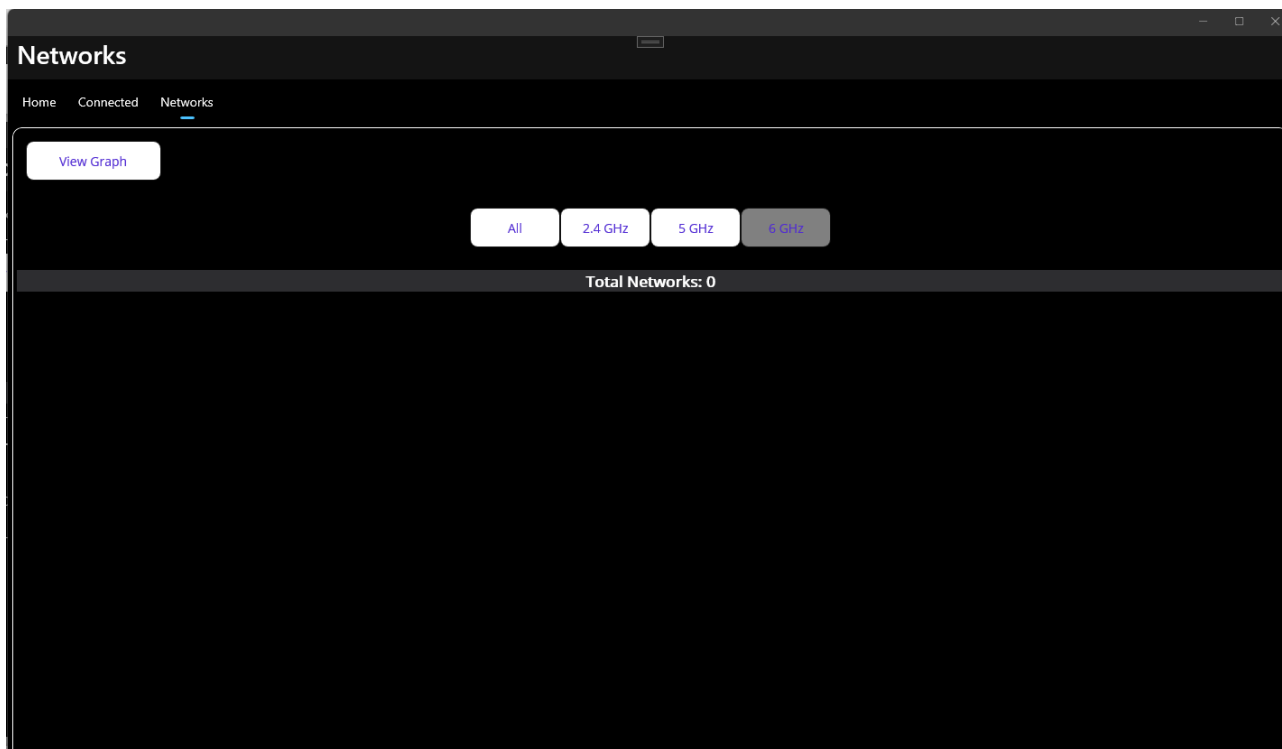 Networks
Home Connected Networks
View Graph
All 2.4 GHz 5 GHz 6 GHz
Total Networks: 0